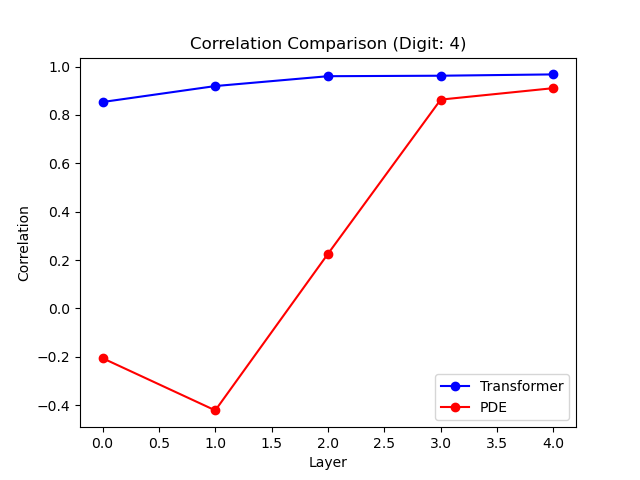 Correlation Comparison (Digit: 4)
1.0
0.8
0.6
0.4
0.2
0.0
−0.2
−0.4
Correlation
0.0 0.5 1.0 1.5 2.0 2.5 3.0 3.5 4.0
Layer
Transformer
PDE